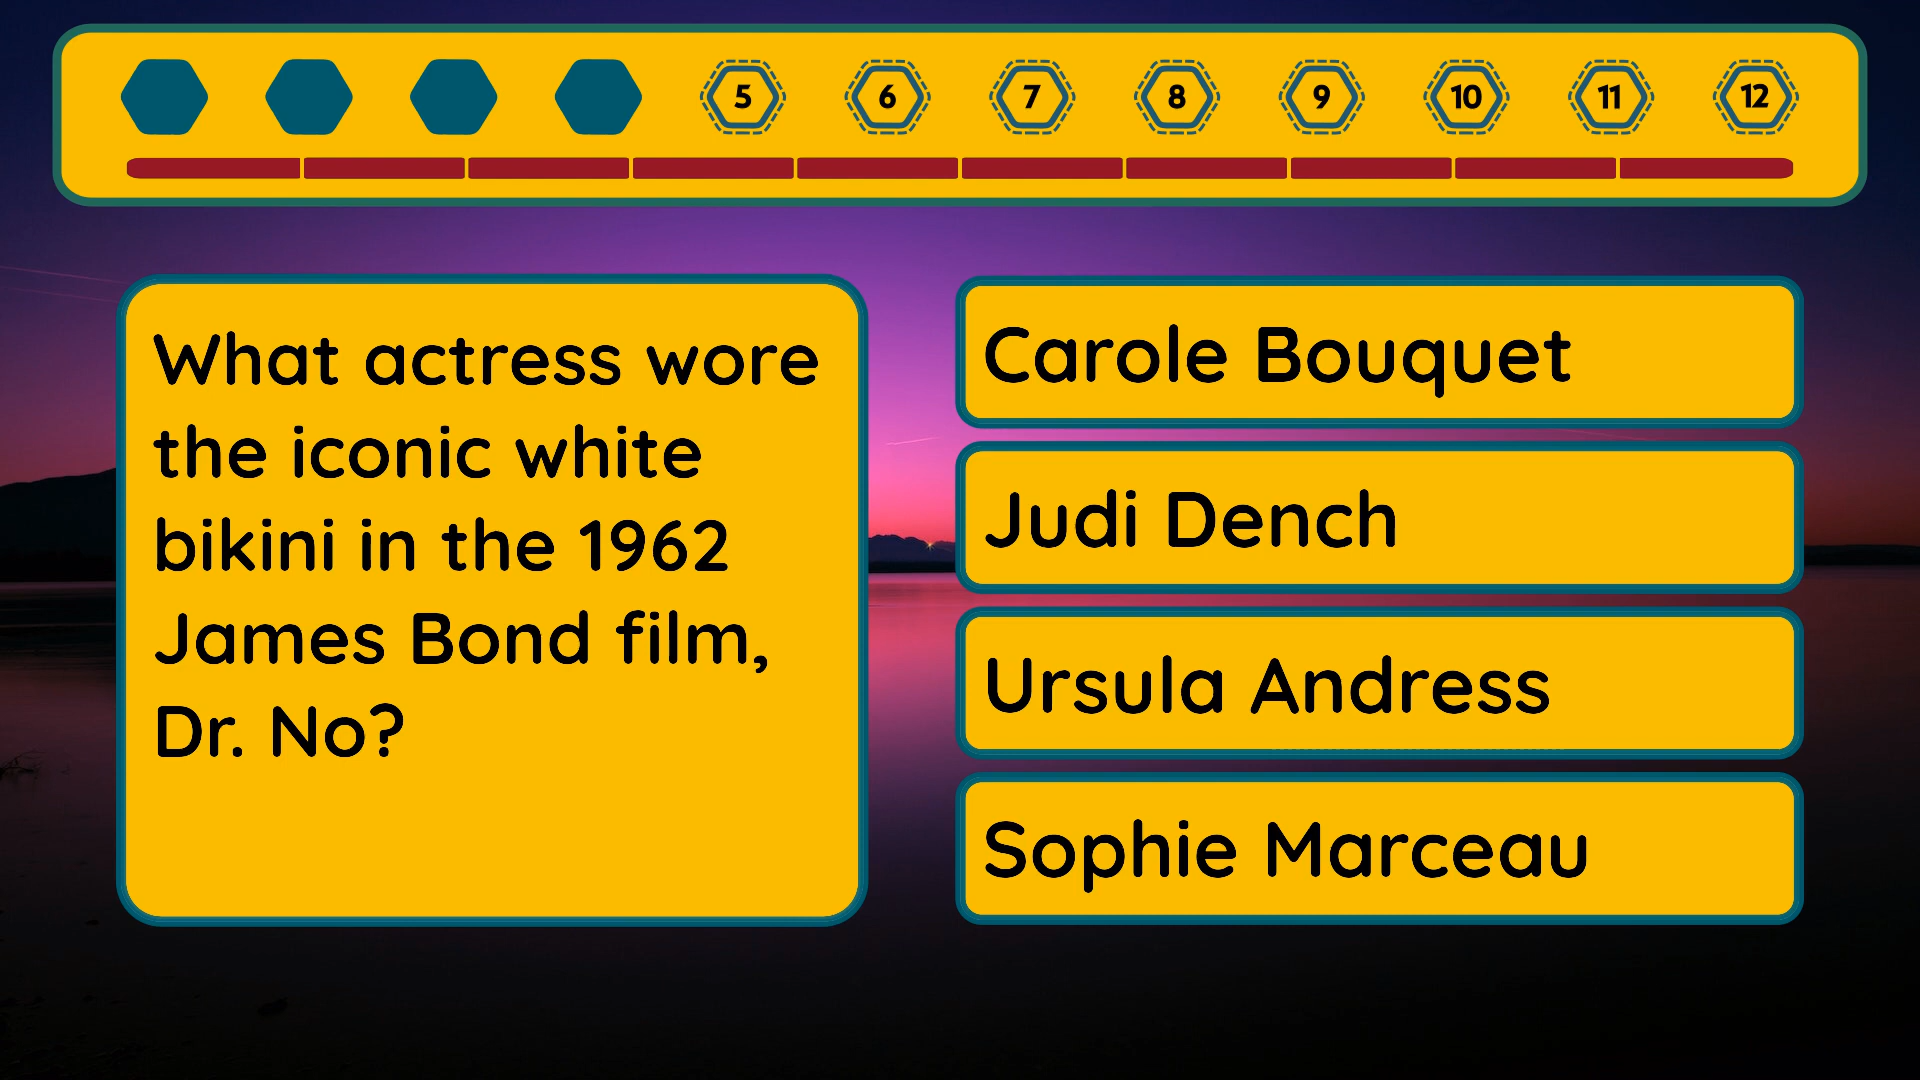 5 6 7 8 9 10 11 12
What actress wore
the iconic white
bikini in the 1962
James Bond film,
Dr. No?
Carole Bouquet
Judi Dench
Ursula Andress
Sophie Marceau